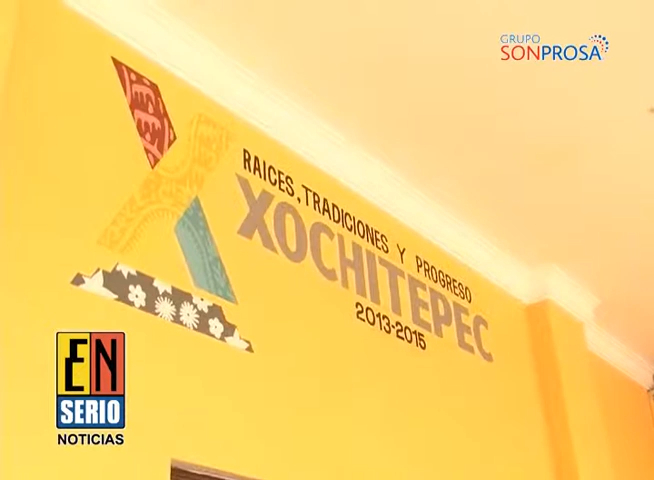 GRUPO
SONPROSA
RAICES, TRADICIONES Y PROGRESO
XOCHITEPEC
2013-2015
EN
SERIO
NOTICIAS